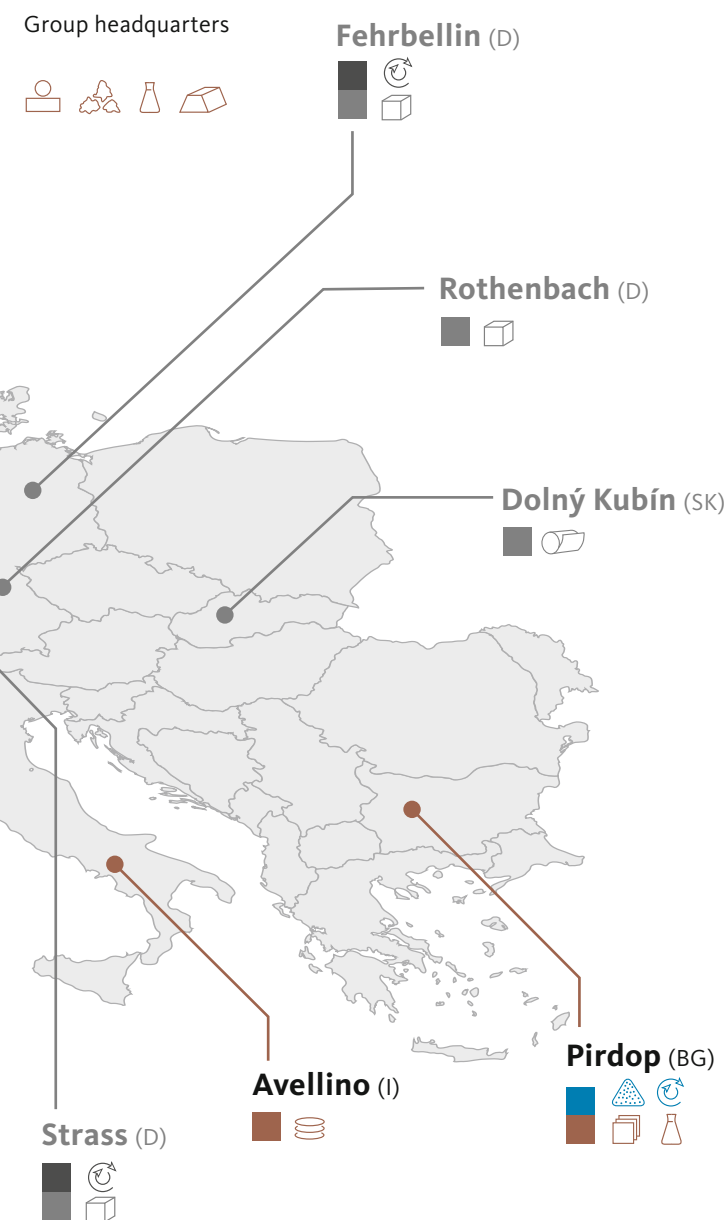 Group headquarters
Fehrbellin (D)
Rothenbach (D)
Dolný Kubín (SK)
Pirdop (BG)
Avellino (I)
Strass (D)